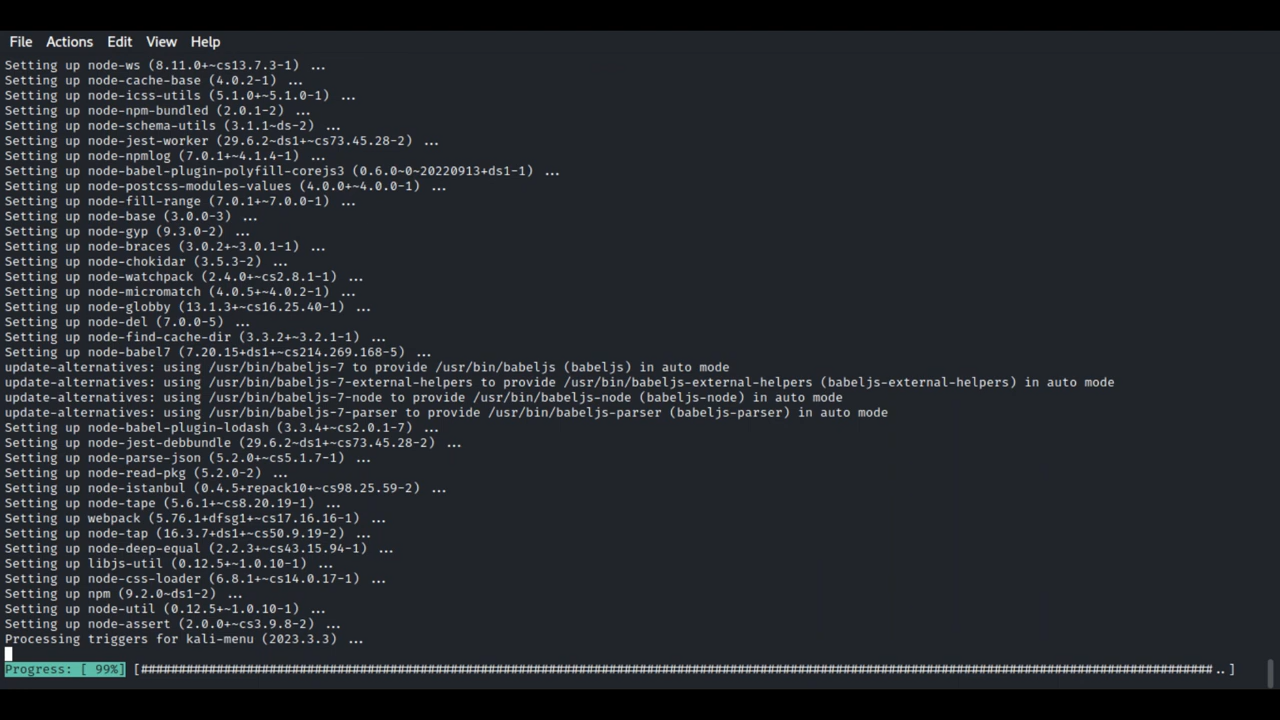 File Actions Edit View Help
Setting up node-ws (8.11.0+~cs13.7.3-1) ...
Setting up node-cache-base (4.0.2-1) ...
Setting up node-icss-utils (5.1.0+~5.1.0-1) ...
Setting up node-npm-bundled (2.0.1-2) ...
Setting up node-schema-utils (3.1.1~ds-2) ...
Setting up node-jest-worker (29.6.2~ds1+~cs73.45.28-2) ...
Setting up node-npmlog (7.0.1+~4.1.4-1) ...
Setting up node-babel-plugin-polyfill-corejs3 (0.6.0~0~20220913+ds1-1) ...
Setting up node-postcss-modules-values (4.0.0+~4.0.0-1) ...
Setting up node-fill-range (7.0.1+~7.0.0-1) ...
Setting up node-base (3.0.0-3) ...
Setting up node-gyp (9.3.0-2) ...
Setting up node-braces (3.0.2+~3.0.1-1) ...
Setting up node-chokidar (3.5.3-2) ...
Setting up node-watchpack (2.4.0+~cs2.8.1-1) ...
Setting up node-micromatch (4.0.5+~4.0.2-1) ...
Setting up node-globby (13.1.3+~cs16.25.40-1) ...
Setting up node-del (7.0.0-5) ...
Setting up node-find-cache-dir (3.3.2+~3.2.1-1) ...
Setting up node-babel7 (7.20.15+ds1+~cs214.269.168-5) ...
update-alternatives: using /usr/bin/babeljs-7 to provide /usr/bin/babeljs (babeljs) in auto mode
update-alternatives: using /usr/bin/babeljs-7-external-helpers to provide /usr/bin/babeljs-external-helpers (babeljs-external-helpers) in auto mode
update-alternatives: using /usr/bin/babeljs-7-node to provide /usr/bin/babeljs-node (babeljs-node) in auto mode
update-alternatives: using /usr/bin/babeljs-7-parser to provide /usr/bin/babeljs-parser (babeljs-parser) in auto mode
Setting up node-babel-plugin-lodash (3.3.4+~cs2.0.1-7) ...
Setting up node-jest-debbundle (29.6.2~ds1+~cs73.45.28-2) ...
Setting up node-parse-json (5.2.0+~cs5.1.7-1) ...
Setting up node-read-pkg (5.2.0-2) ...
Setting up node-istanbul (0.4.5+repack10+~cs98.25.59-2) ...
Setting up node-tape (5.6.1+~cs8.20.19-1) ...
Setting up webpack (5.76.1+dfsg1+~cs17.16.16-1) ...
Setting up node-tap (16.3.7+ds1+~cs50.9.19-2) ...
Setting up node-deep-equal (2.2.3+~cs43.15.94-1) ...
Setting up libjs-util (0.12.5+~1.0.10-1) ...
Setting up node-css-loader (6.8.1+~cs14.0.17-1) ...
Setting up npm (9.2.0~ds1-2) ...
Setting up node-util (0.12.5+~1.0.10-1) ...
Setting up node-assert (2.0.0+~cs3.9.8-2) ...
Processing triggers for kali-menu (2023.3.3) ...
Progress: [ 99%] [##############################################################################################################################################..]